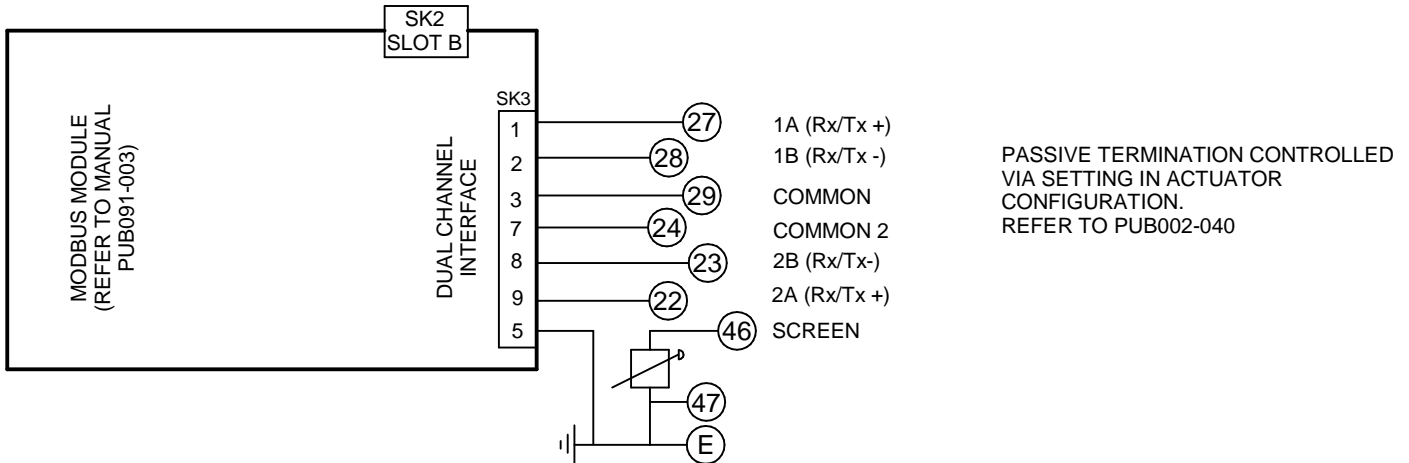 SK2
SLOT B
MODBUS MODULE
(REFER TO MANUAL
PUB091-003)
DUAL CHANNEL
INTERFACE
SK3
1 27 1A (Rx/Tx +)
2 28 1B (Rx/Tx -)
3 29 COMMON
7 24 COMMON 2
8 23 2B (Rx/Tx-)
9 22 2A (Rx/Tx +)
5 46 SCREEN
47
E
PASSIVE TERMINATION CONTROLLED
VIA SETTING IN ACTUATOR
CONFIGURATION.
REFER TO PUB002-040